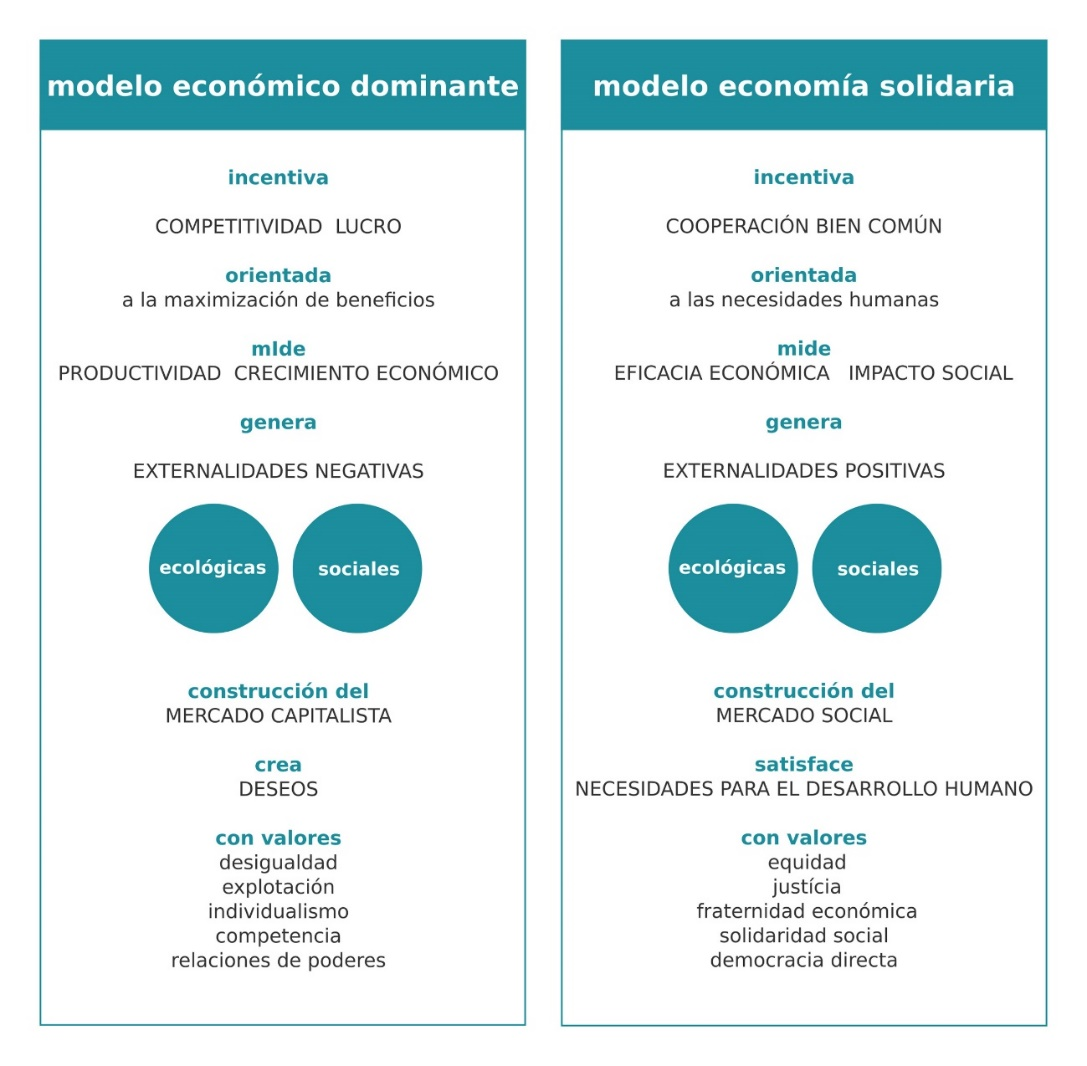 modelo económico dominante
incentiva
COMPETITIVIDAD  LUCRO
orientada
a la maximización de beneficios
mIde
PRODUCTIVIDAD  CRECIMIENTO ECONÓMICO
genera
EXTERNALIDADES NEGATIVAS
ecológicas
sociales
construcción del
MERCADO CAPITALISTA
crea
DESEOS
con valores
desigualdad
explotación
individualismo
competencia
relaciones de poderes
modelo economía solidaria
incentiva
COOPERACIÓN BIEN COMÚN
orientada
a las necesidades humanas
mide
EFICACIA ECONÓMICA   IMPACTO SOCIAL
genera
EXTERNALIDADES POSITIVAS
ecológicas
sociales
construcción del
MERCADO SOCIAL
satisface
NECESIDADES PARA EL DESARROLLO HUMANO
con valores
equidad
justícia
fraternidad económica
solidaridad social
democracia directa